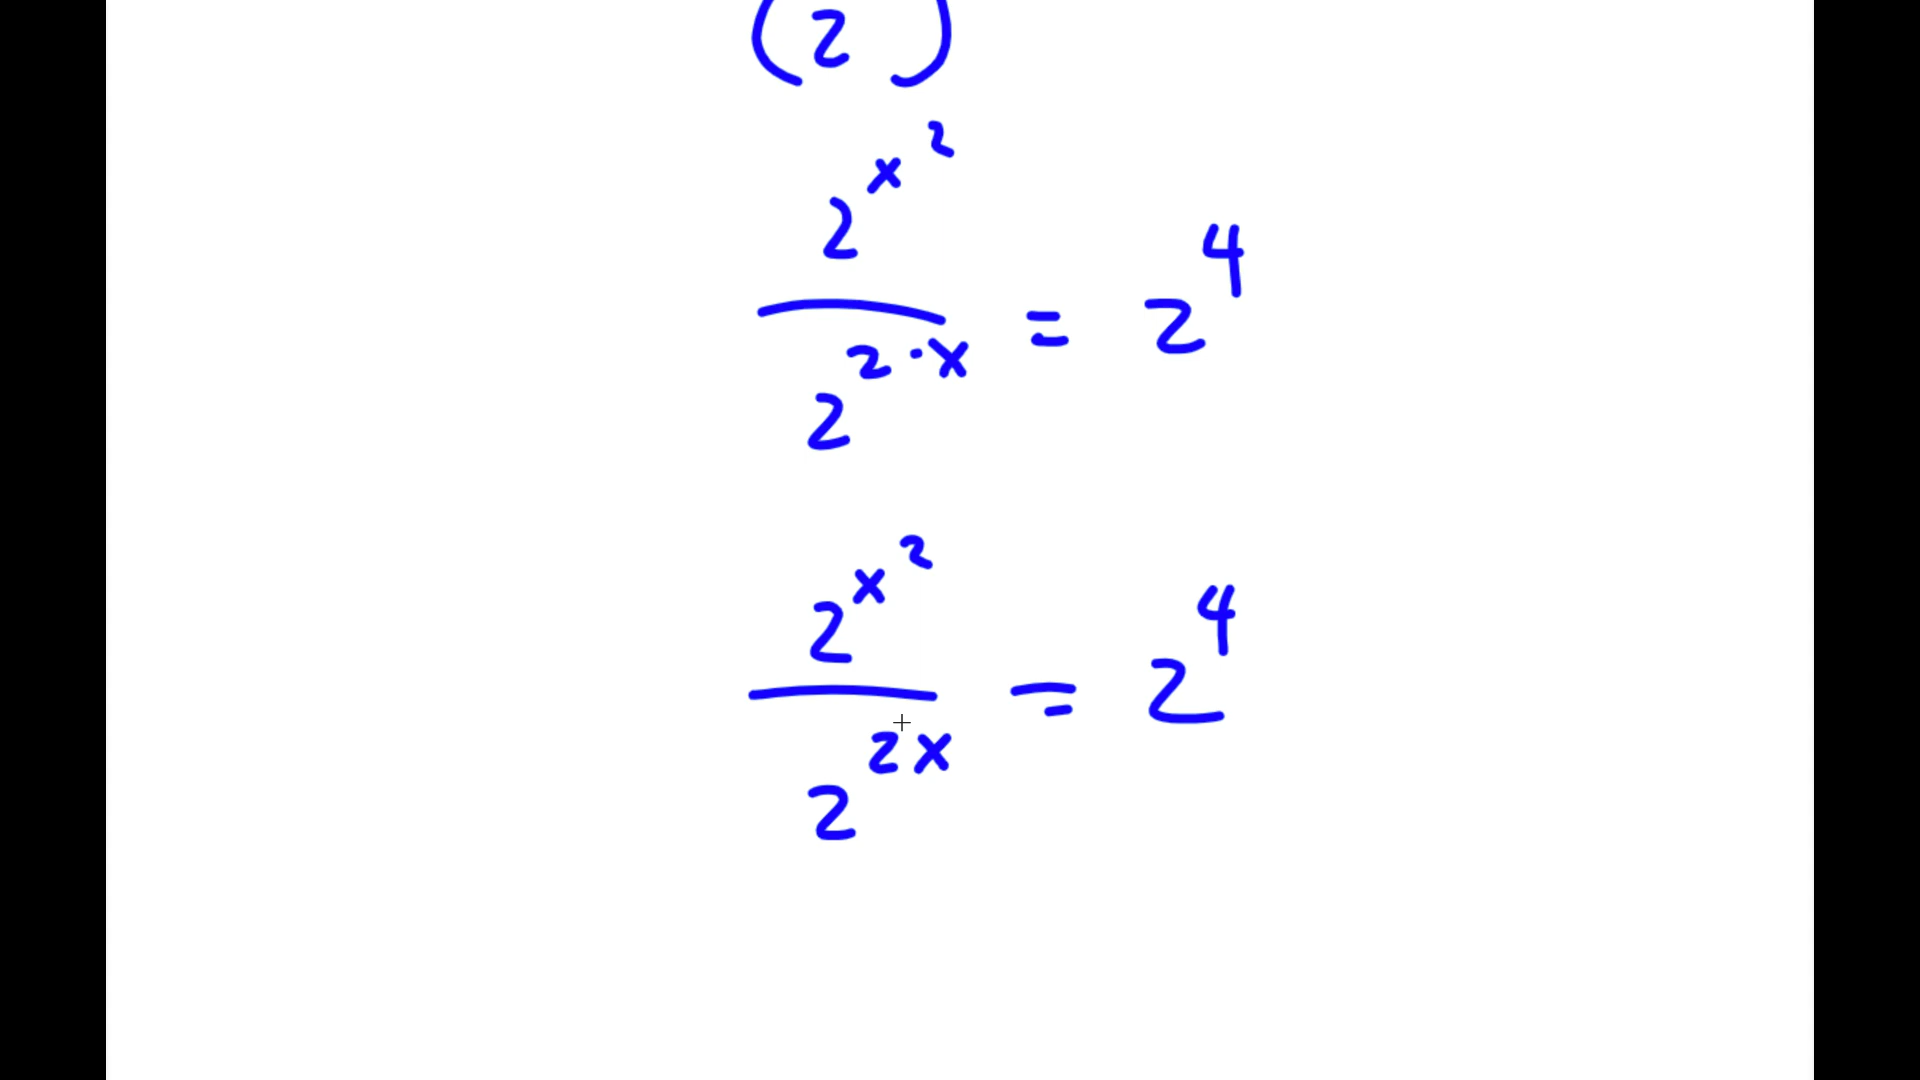 ( 2 )
2^{x^2}
—— = 2^4
2^{2·x}
2^{x^2}
—— = 2^4
2^{2x}